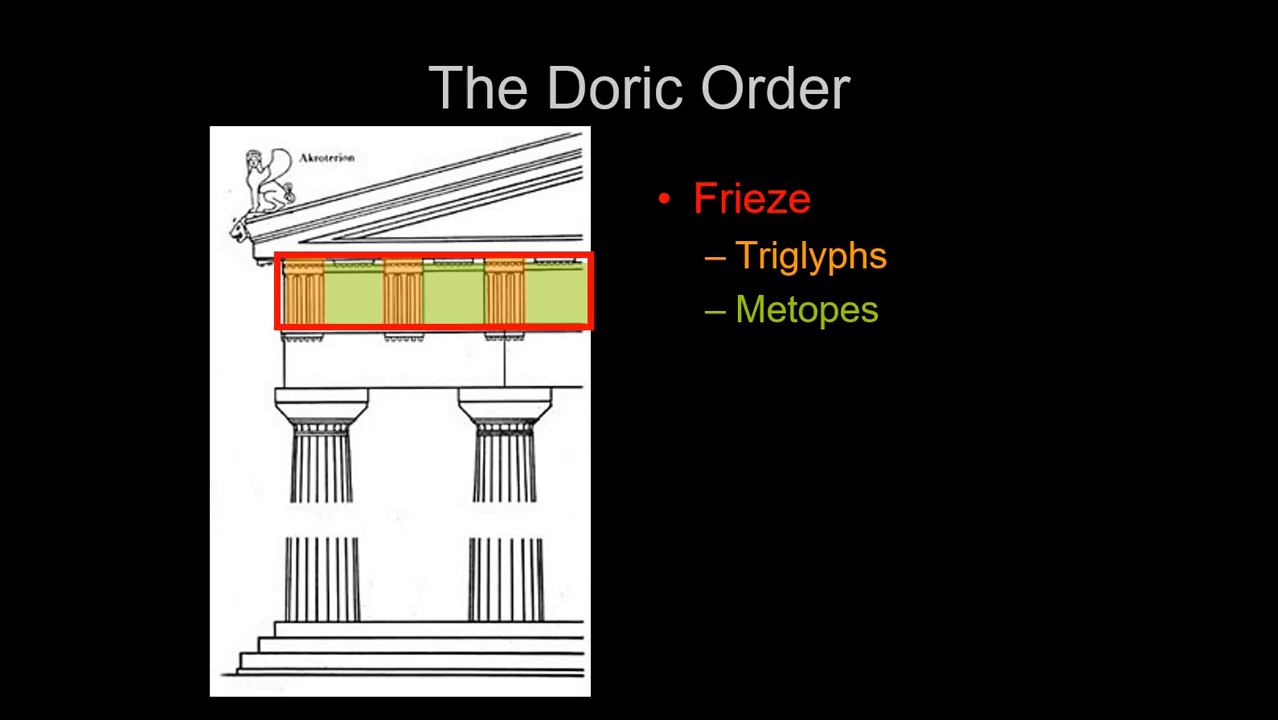 The Doric Order
Akroterion
• Frieze
– Triglyphs
– Metopes